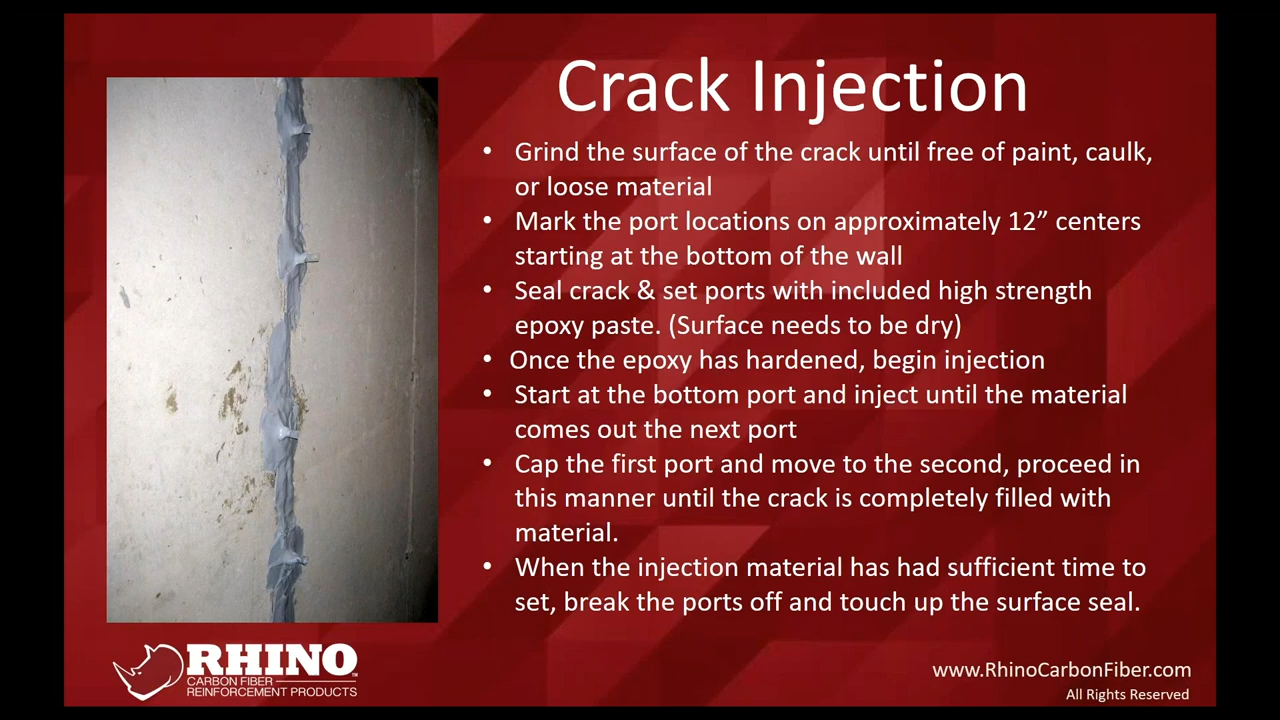 Crack Injection
• Grind the surface of the crack until free of paint, caulk,
or loose material
• Mark the port locations on approximately 12” centers
starting at the bottom of the wall
• Seal crack & set ports with included high strength
epoxy paste. (Surface needs to be dry)
• Once the epoxy has hardened, begin injection
• Start at the bottom port and inject until the material
comes out the next port
• Cap the first port and move to the second, proceed in
this manner until the crack is completely filled with
material.
• When the injection material has had sufficient time to
set, break the ports off and touch up the surface seal.
RHINO™
CARBON FIBER
REINFORCEMENT PRODUCTS
www.RhinoCarbonFiber.com
All Rights Reserved